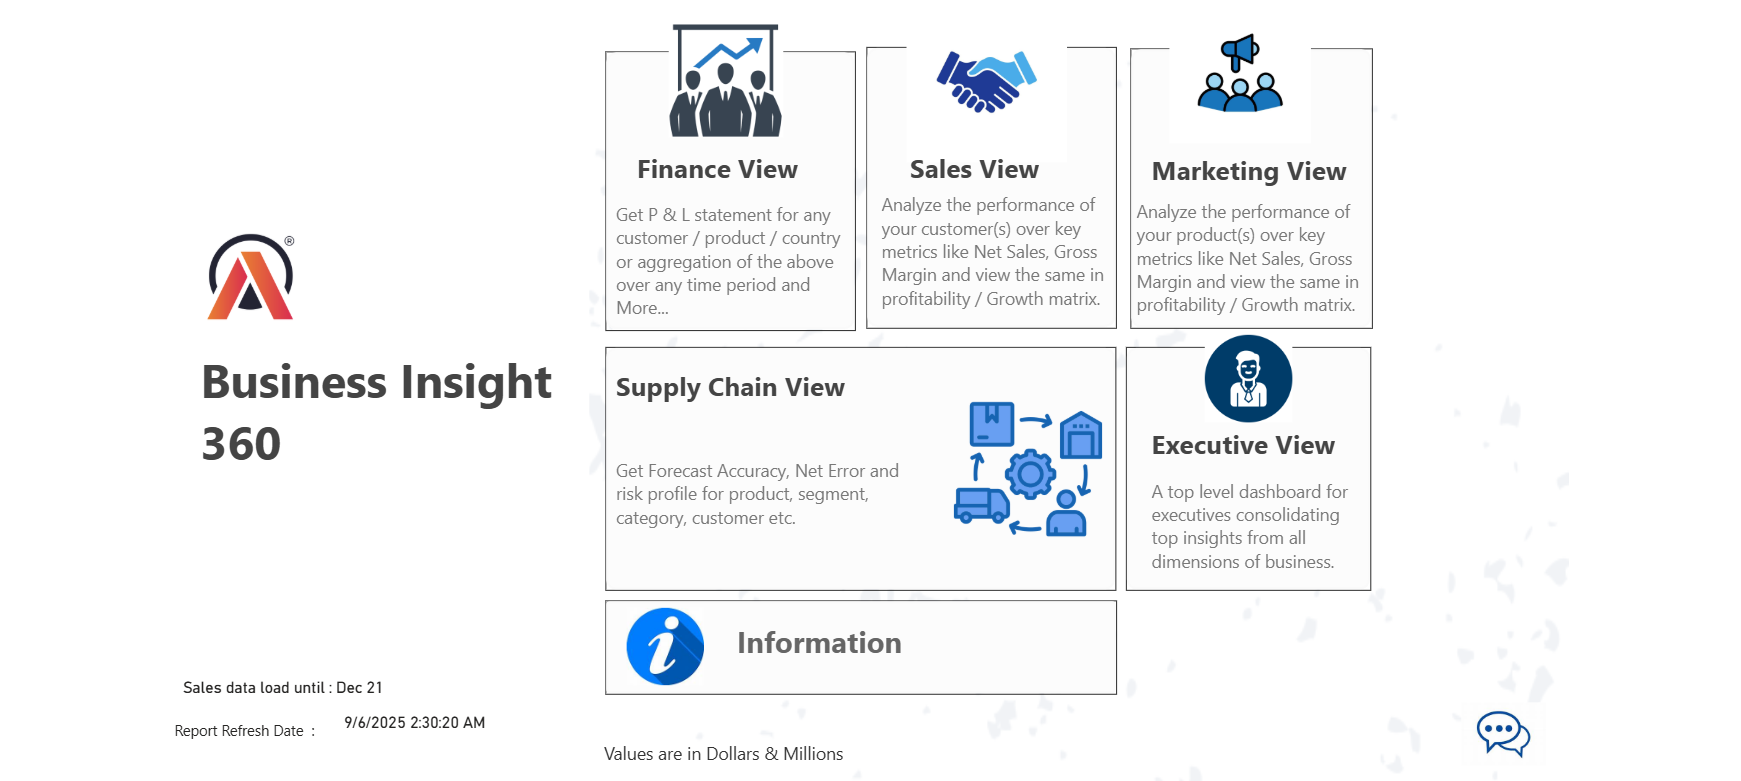 ®
Business Insight
360
Sales data load until : Dec 21
Report Refresh Date :
9/6/2025 2:30:20 AM
Finance View
Get P & L statement for any
customer / product / country
or aggregation of the above
over any time period and
More...
Sales View
Analyze the performance of
your customer(s) over key
metrics like Net Sales, Gross
Margin and view the same in
profitability / Growth matrix.
Marketing View
Analyze the performance of
your product(s) over key
metrics like Net Sales, Gross
Margin and view the same in
profitability / Growth matrix.
Supply Chain View
Get Forecast Accuracy, Net Error and
risk profile for product, segment,
category, customer etc.
Executive View
A top level dashboard for
executives consolidating
top insights from all
dimensions of business.
Information
Values are in Dollars & Millions